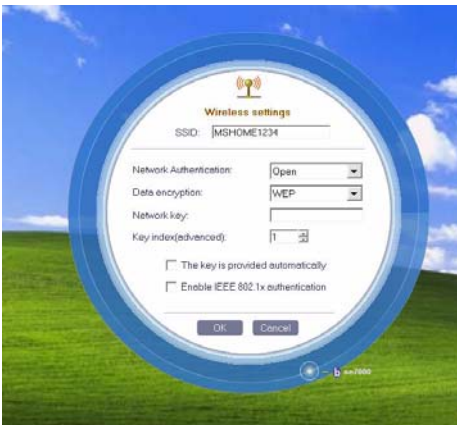 Wireless settings
SSID: MSHOME1234
Network Authentication: Open
Data encryption: WEP
Network key:
Key index(advanced): 1
The key is provided automatically
Enable IEEE 802.1x authentication
OK Cancel
b